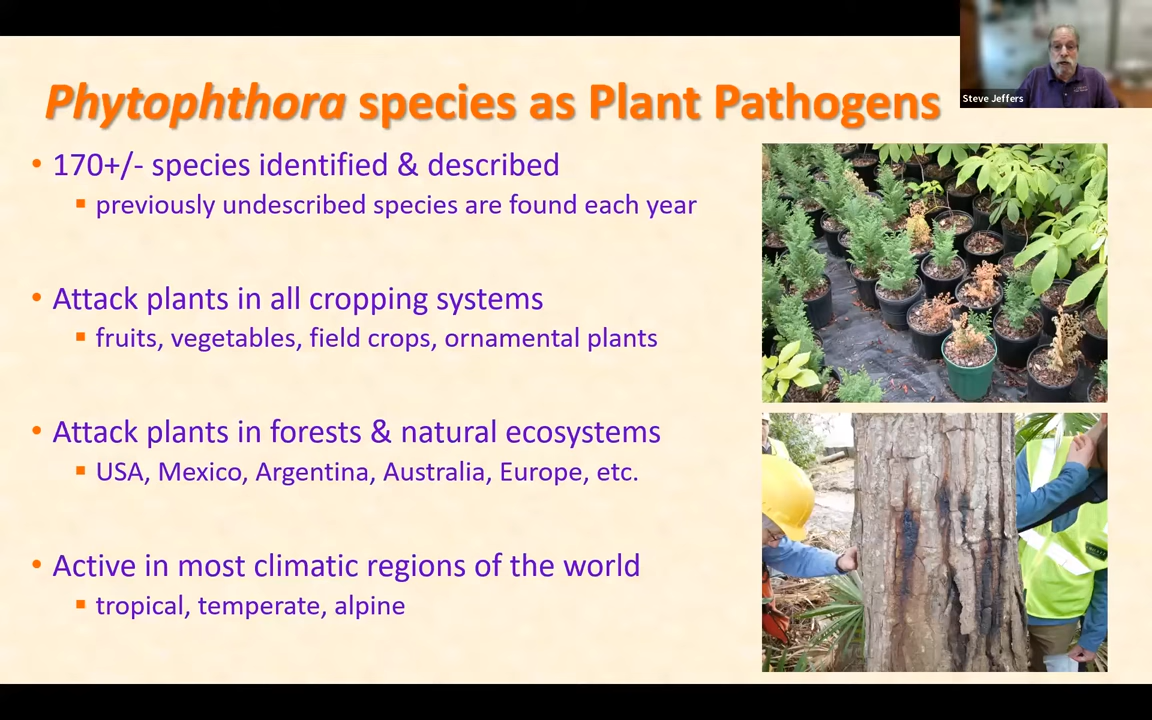 Phytophthora species as Plant Pathogens
Steve Jeffers
• 170+/- species identified & described
▪ previously undescribed species are found each year
• Attack plants in all cropping systems
▪ fruits, vegetables, field crops, ornamental plants
• Attack plants in forests & natural ecosystems
▪ USA, Mexico, Argentina, Australia, Europe, etc.
• Active in most climatic regions of the world
▪ tropical, temperate, alpine